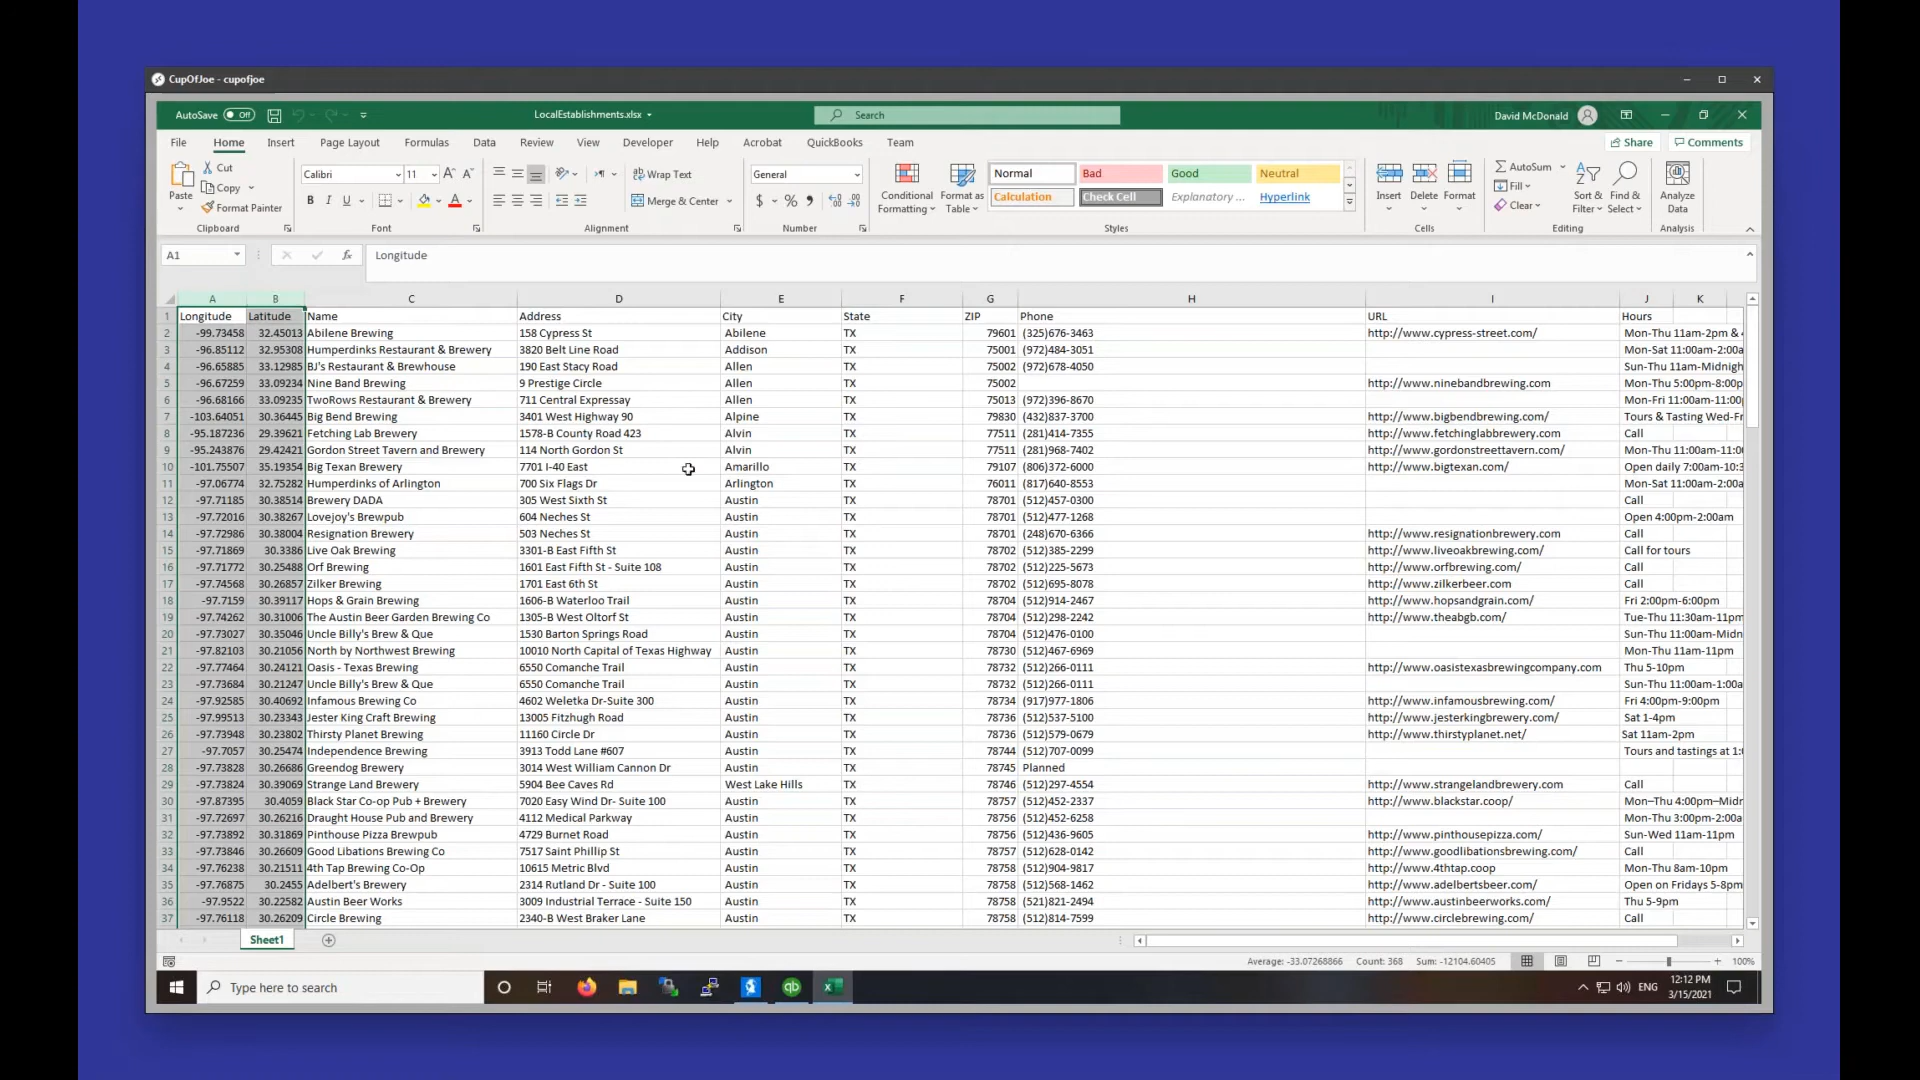 CupOfJoe - cupofjoe
AutoSave Off LocalEstablishments.xlsx Search David McDonald
File Home Insert Page Layout Formulas Data Review View Developer Help Acrobat QuickBooks Team Share Comments
Paste Cut Copy Format Painter Clipboard
Calibri 11 B I U Font
Wrap Text Merge & Center Alignment
General $ % Number
Conditional Formatting Format as Table
Normal Bad Good Neutral
Calculation Check Cell Explanatory ... Hyperlink
Styles
Insert Delete Format Cells
AutoSum Fill Clear Sort & Filter Find & Select Editing
Analyze Data Analysis
A1 fx Longitude
A B C D E F G H I J K
1 Longitude Latitude Name Address City State ZIP Phone URL Hours
2 -99.73458 32.45013 Abilene Brewing 158 Cypress St Abilene TX 79601 (325)676-3463 http://www.cypress-street.com/ Mon-Thu 11am-2pm &
3 -96.85112 32.95308 Humperdinks Restaurant & Brewery 3820 Belt Line Road Addison TX 75001 (972)484-3051 Mon-Sat 11:00am-2:00a
4 -96.65885 33.12985 BJ's Restaurant & Brewhouse 190 East Stacy Road Allen TX 75002 (972)678-4050 Sun-Thu 11am-Midnigh
5 -96.67259 33.09234 Nine Band Brewing 9 Prestige Circle Allen TX 75002 http://www.ninebandbrewing.com Mon-Thu 5:00pm-8:00p
6 -96.68166 33.09235 TwoRows Restaurant & Brewery 711 Central Expressay Allen TX 75013 (972)396-8670 Mon-Fri 11:00am-11:00
7 -103.64051 30.36445 Big Bend Brewing 3401 West Highway 90 Alpine TX 79830 (432)837-3700 http://www.bigbendbrewing.com/ Tours & Tasting Wed-Fr
8 -95.187236 29.39621 Fetching Lab Brewery 1578-B County Road 423 Alvin TX 77511 (281)414-7355 http://www.fetchinglabbrewery.com Call
9 -95.243876 29.42421 Gordon Street Tavern and Brewery 114 North Gordon St Alvin TX 77511 (281)968-7402 http://www.gordonstreettavern.com/ Mon-Thu 11:00am-11:0
10 -101.75507 35.19354 Big Texan Brewery 7701 I-40 East Amarillo TX 79107 (806)372-6000 http://www.bigtexan.com/ Open daily 7:00am-10:3
11 -97.06774 32.75282 Humperdinks of Arlington 700 Six Flags Dr Arlington TX 76011 (817)640-8553 Mon-Sat 11:00am-2:00a
12 -97.71185 30.38514 Brewery DADA 305 West Sixth St Austin TX 78701 (512)457-0300 Call
13 -97.72016 30.38267 Lovejoy's Brewpub 604 Neches St Austin TX 78701 (512)477-1268 Open 4:00pm-2:00am
14 -97.72986 30.38004 Resignation Brewery 503 Neches St Austin TX 78701 (248)670-6366 http://www.resignationbrewery.com Call
15 -97.71869 30.3386 Live Oak Brewing 3301-B East Fifth St Austin TX 78702 (512)385-2299 http://www.liveoakbrewing.com/ Call for tours
16 -97.71772 30.25488 Orf Brewing 1601 East Fifth St - Suite 108 Austin TX 78702 (512)225-5673 http://www.orfbrewing.com/ Call
17 -97.74568 30.26857 Zilker Brewing 1701 East 6th St Austin TX 78702 (512)695-8078 http://www.zilkerbeer.com Call
18 -97.7159 30.39117 Hops & Grain Brewing 1606-B Waterloo Trail Austin TX 78704 (512)914-2467 http://www.hopsandgrain.com/ Fri 2:00pm-6:00pm
19 -97.74262 30.31006 The Austin Beer Garden Brewing Co 1305-B West Oltorf St Austin TX 78704 (512)298-2242 http://www.theabgb.com/ Tue-Thu 11:30am-11pm
20 -97.73027 30.35046 Uncle Billy's Brew & Que 1530 Barton Springs Road Austin TX 78704 (512)476-0100 Sun-Thu 11:00am-Midn
21 -97.82103 30.21056 North by Northwest Brewing 10010 North Capital of Texas Highway Austin TX 78730 (512)467-6969 Mon-Thu 11am-11pm
22 -97.77464 30.24121 Oasis - Texas Brewing 6550 Comanche Trail Austin TX 78732 (512)266-0111 http://www.oasistexasbrewingcompany.com Thu 5-10pm
23 -97.73684 30.21247 Uncle Billy's Brew & Que 6550 Comanche Trail Austin TX 78732 (512)266-0111 Sun-Thu 11:00am-1:00a
24 -97.92585 30.40692 Infamous Brewing Co 4602 Weletka Dr-Suite 300 Austin TX 78734 (917)977-1806 http://www.infamousbrewing.com/ Fri 4:00pm-9:00pm
25 -97.99513 30.23343 Jester King Craft Brewery 13005 Fitzhugh Road Austin TX 78736 (512)537-5100 http://www.jesterkingbrewery.com/ Sat 1-4pm
26 -97.73948 30.23802 Thirsty Planet Brewing 11160 Circle Dr Austin TX 78736 (512)579-0679 http://www.thirstyplanet.net/ Sat 11am-2pm
27 -97.7057 30.25474 Independence Brewing 3913 Todd Lane #607 Austin TX 78744 (512)707-0099 Tours and tastings at 1:
28 -97.73828 30.26686 Greendog Brewery 3014 West William Cannon Dr Austin TX 78745 Planned
29 -97.73824 30.39069 Strange Land Brewery 5904 Bee Caves Rd West Lake Hills TX 78746 (512)297-4554 http://www.strangelandbrewery.com Call
30 -97.87395 30.4059 Black Star Co-op Pub + Brewery 7020 Easy Wind Dr- Suite 100 Austin TX 78757 (512)452-2337 http://www.blackstar.coop/ Mon–Thu 4:00pm–Midr
31 -97.72697 30.26216 Draught House Pub and Brewery 4112 Medical Parkway Austin TX 78756 (512)452-6258 Mon-Thu 3:00pm-2:00a
32 -97.73892 30.31869 Pinthouse Pizza Brewpub 4729 Burnet Road Austin TX 78756 (512)436-9605 http://www.pinthousepizza.com/ Sun-Wed 11am-11pm
33 -97.73846 30.26609 Good Libations Brewing Co 7517 Saint Phillip St Austin TX 78757 (512)628-0142 http://www.goodlibationsbrewing.com/ Call
34 -97.76238 30.21511 4th Tap Brewing Co-Op 10615 Metric Blvd Austin TX 78758 (512)904-9817 http://www.4thtap.coop Mon-Thu 8am-10pm
35 -97.76875 30.2455 Adelbert's Brewery 2314 Rutland Dr - Suite 100 Austin TX 78758 (512)568-1462 http://www.adelbertsbeer.com/ Open on Fridays 5-8pm
36 -97.9522 30.22582 Austin Beer Works 3009 Industrial Terrace - Suite 150 Austin TX 78758 (521)821-2494 http://www.austinbeerworks.com/ Thu 5-9pm
37 -97.76118 30.26209 Circle Brewing 2340-B West Braker Lane Austin TX 78758 (512)814-7599 http://www.circlebrewing.com/ Call
Sheet1
Average: -33.07268866 Count: 368 Sum: -12104.60405 100%
Type here to search qb ENG 12:12 PM
3/15/2021